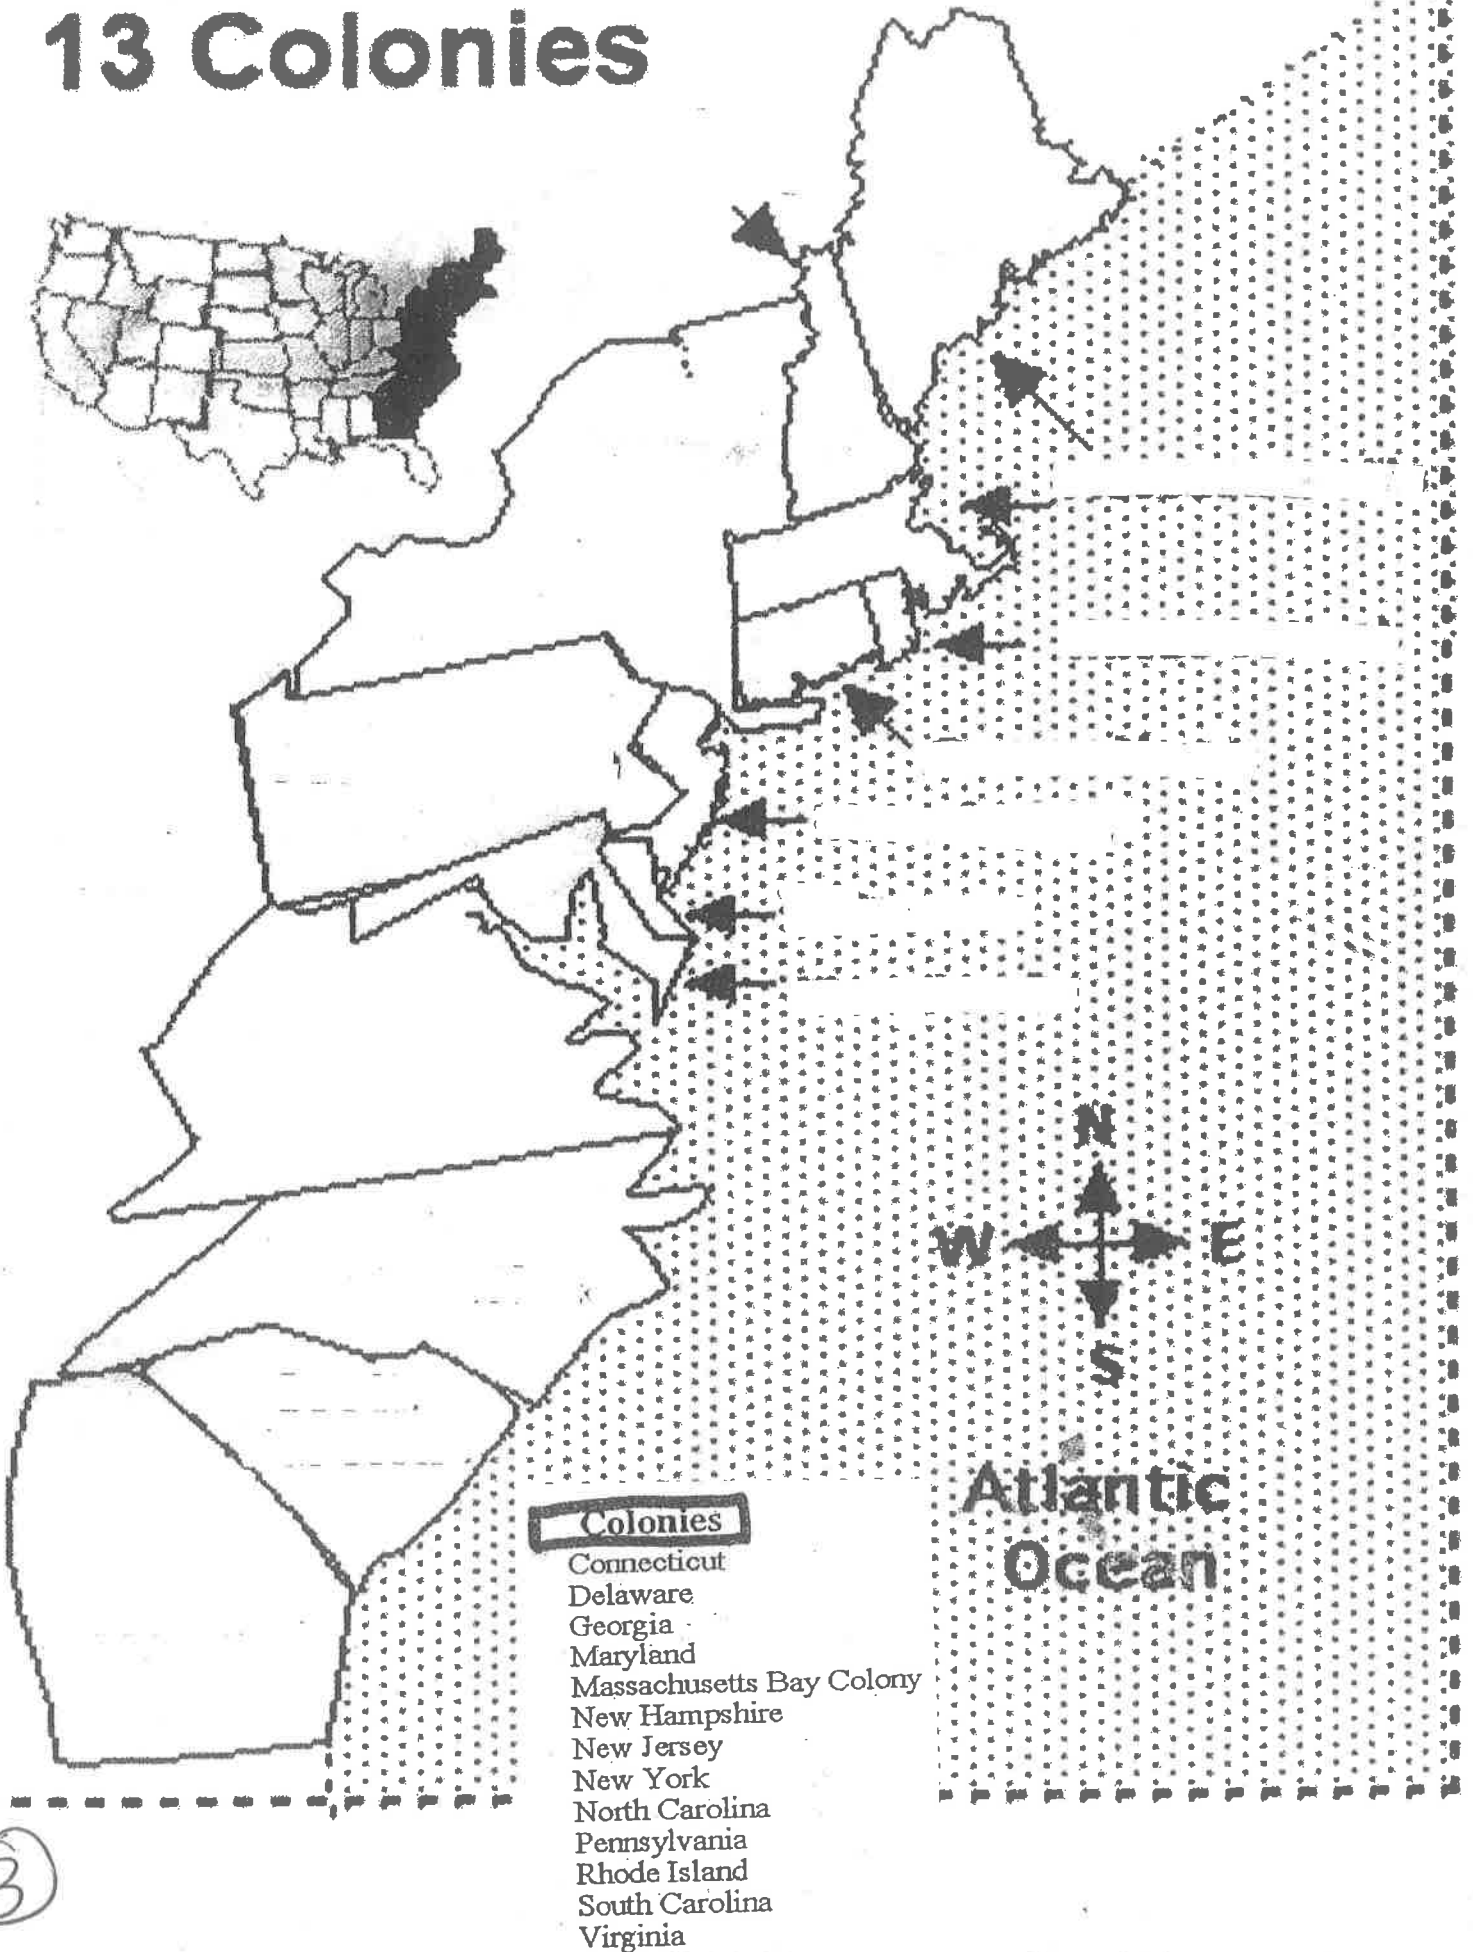 13 Colonies
N
W E
S
Atlantic
Ocean
Colonies
Connecticut
Delaware
Georgia
Maryland
Massachusetts Bay Colony
New Hampshire
New Jersey
New York
North Carolina
Pennsylvania
Rhode Island
South Carolina
Virginia
3